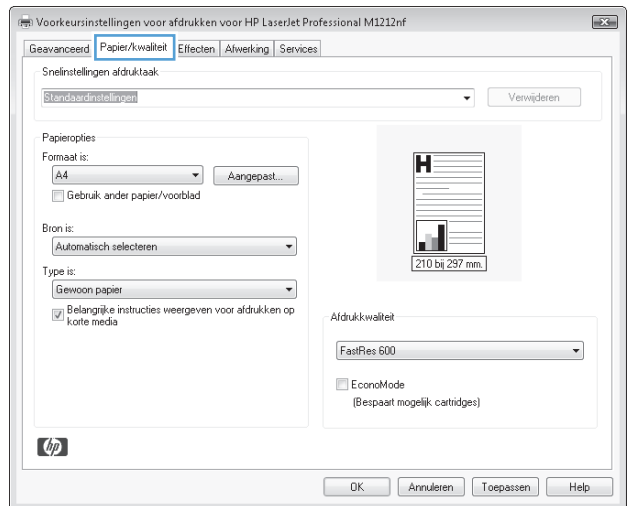 Voorkeursinstellingen voor afdrukken voor HP LaserJet Professional M1212nf
Geavanceerd Papier/kwaliteit Effecten Afwerking Services
Snelinstellingen afdruktaak
Standaardinstellingen Verwijderen
Papieropties
Formaat is:
A4 Aangepast...
Gebruik ander papier/voorblad
Bron is:
Automatisch selecteren
Type is:
Gewoon papier
Belangrijke instructies weergeven voor afdrukken op
korte media
H
210 bij 297 mm.
Afdrukkwaliteit
FastRes 600
EconoMode
(Bespaart mogelijk cartridges)
hp
OK Annuleren Toepassen Help